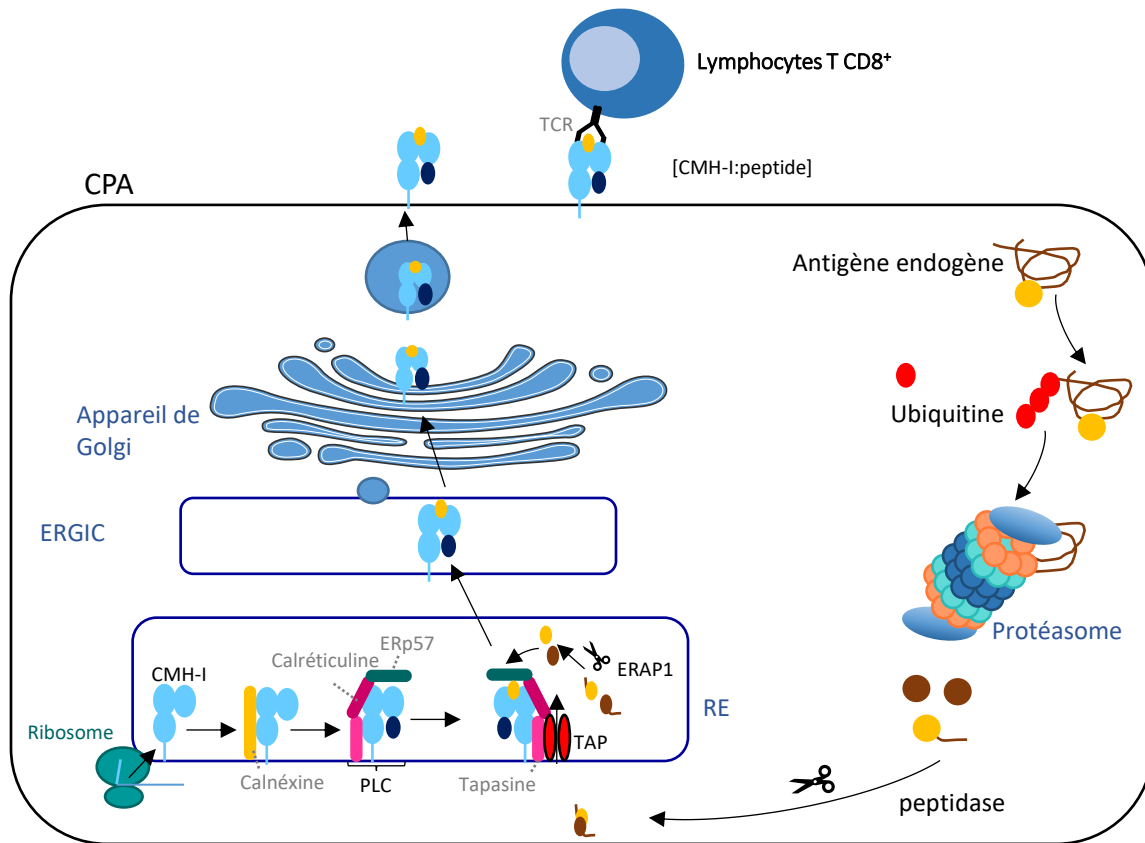 Lymphocytes T CD8+
TCR
[CMH-I:peptide]
CPA
Antigène endogène
Ubiquitine
Appareil de
Golgi
ERGIC
Protéasome
ERp57
Calréticuline
CMH-I
ERAP1
RE
Ribosome
TAP
Calnéxine
PLC
Tapasine
peptidase